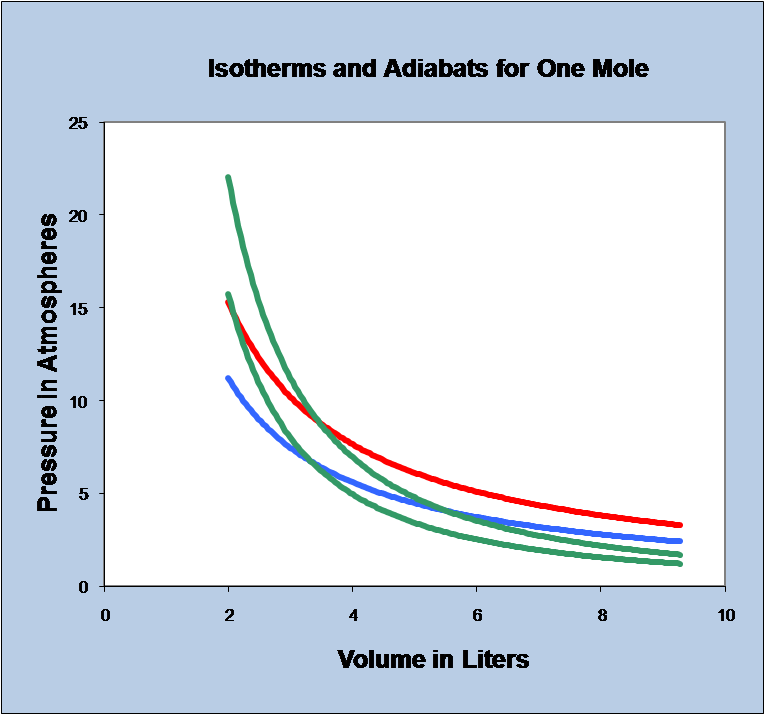 Isotherms and Adiabats for One Mole
25
20
15
10
5
0
Pressure in Atmospheres
0 2 4 6 8 10
Volume in Liters